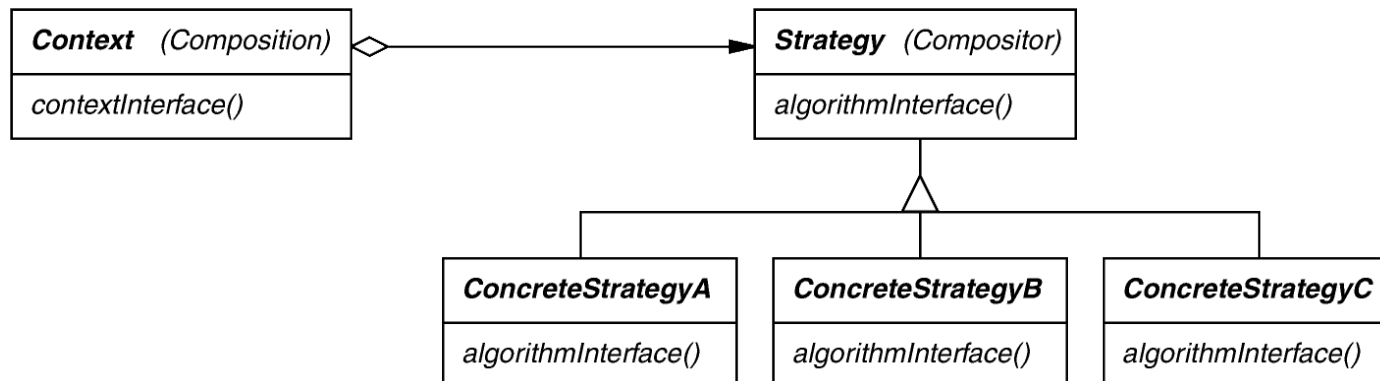 Context (Composition)
contextInterface()
Strategy (Compositor)
algorithmInterface()
ConcreteStrategyA
algorithmInterface()
ConcreteStrategyB
algorithmInterface()
ConcreteStrategyC
algorithmInterface()